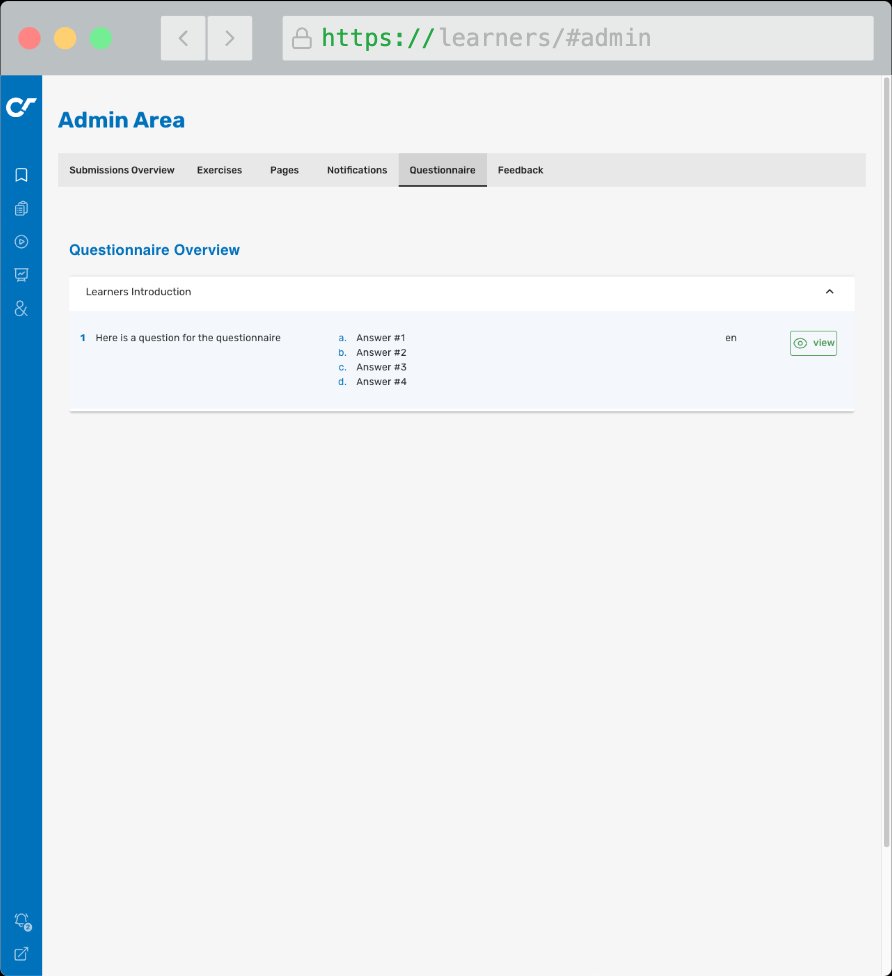 https://learners/#admin
Admin Area
Submissions Overview Exercises Pages Notifications Questionnaire Feedback
Questionnaire Overview
Learners Introduction
1 Here is a question for the questionnaire a. Answer #1 en view
b. Answer #2
c. Answer #3
d. Answer #4